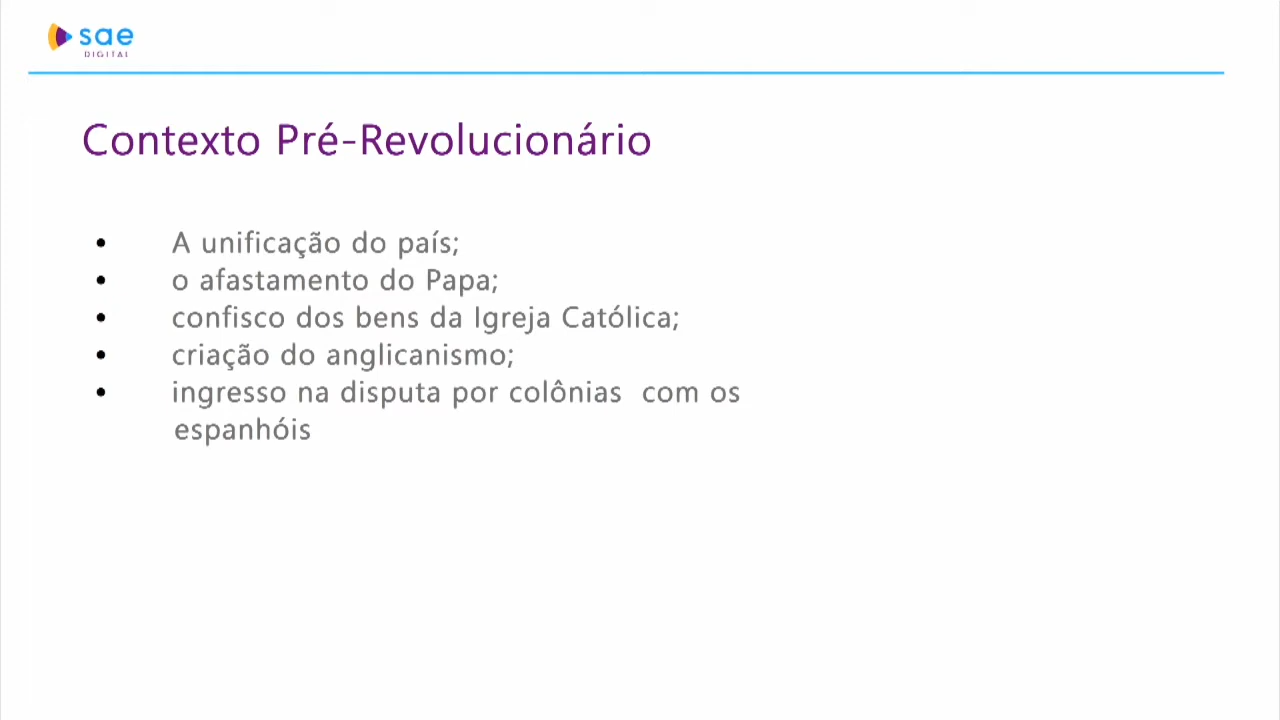 sae
DIGITAL
Contexto Pré-Revolucionário
• A unificação do país;
• o afastamento do Papa;
• confisco dos bens da Igreja Católica;
• criação do anglicanismo;
• ingresso na disputa por colônias  com os
espanhóis